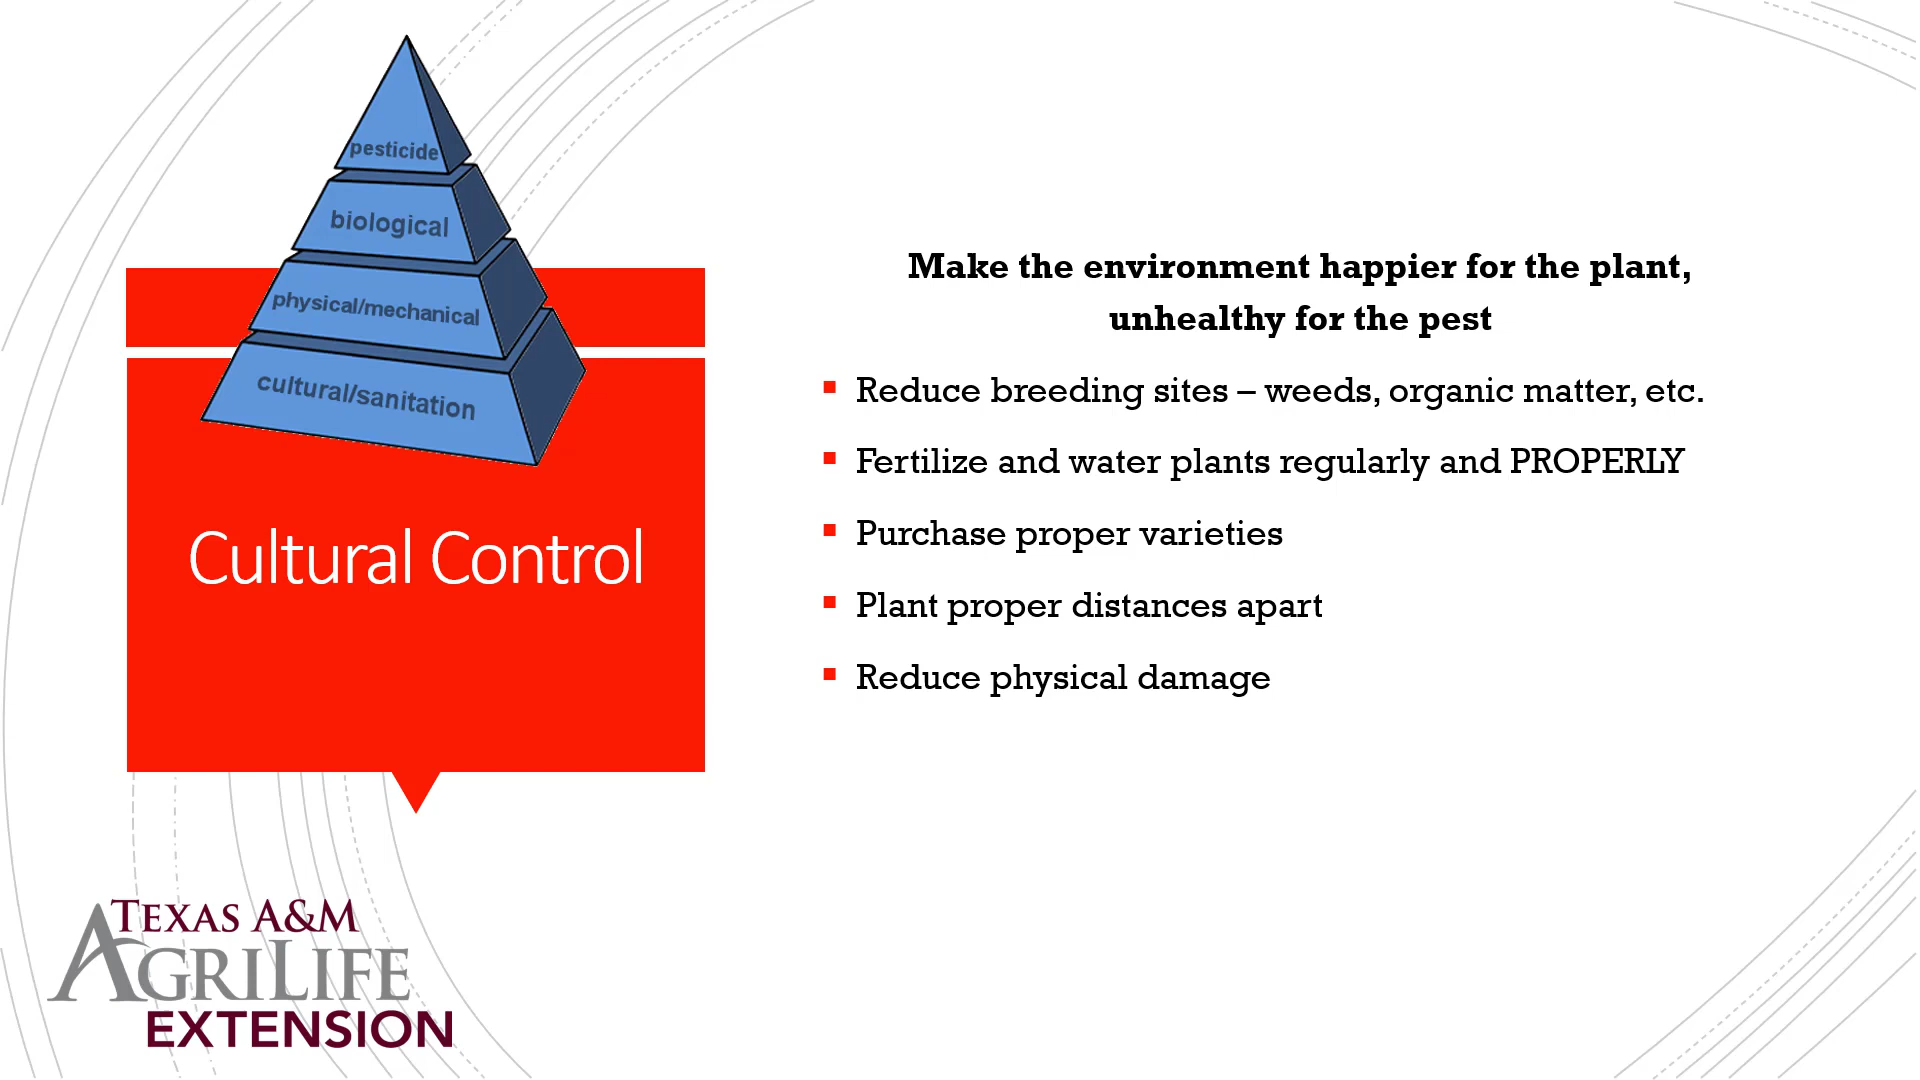 pesticide
biological
physical/mechanical
cultural/sanitation
Cultural Control
Make the environment happier for the plant,
unhealthy for the pest
Reduce breeding sites – weeds, organic matter, etc.
Fertilize and water plants regularly and PROPERLY
Purchase proper varieties
Plant proper distances apart
Reduce physical damage
TEXAS A&M
AGRILIFE
EXTENSION